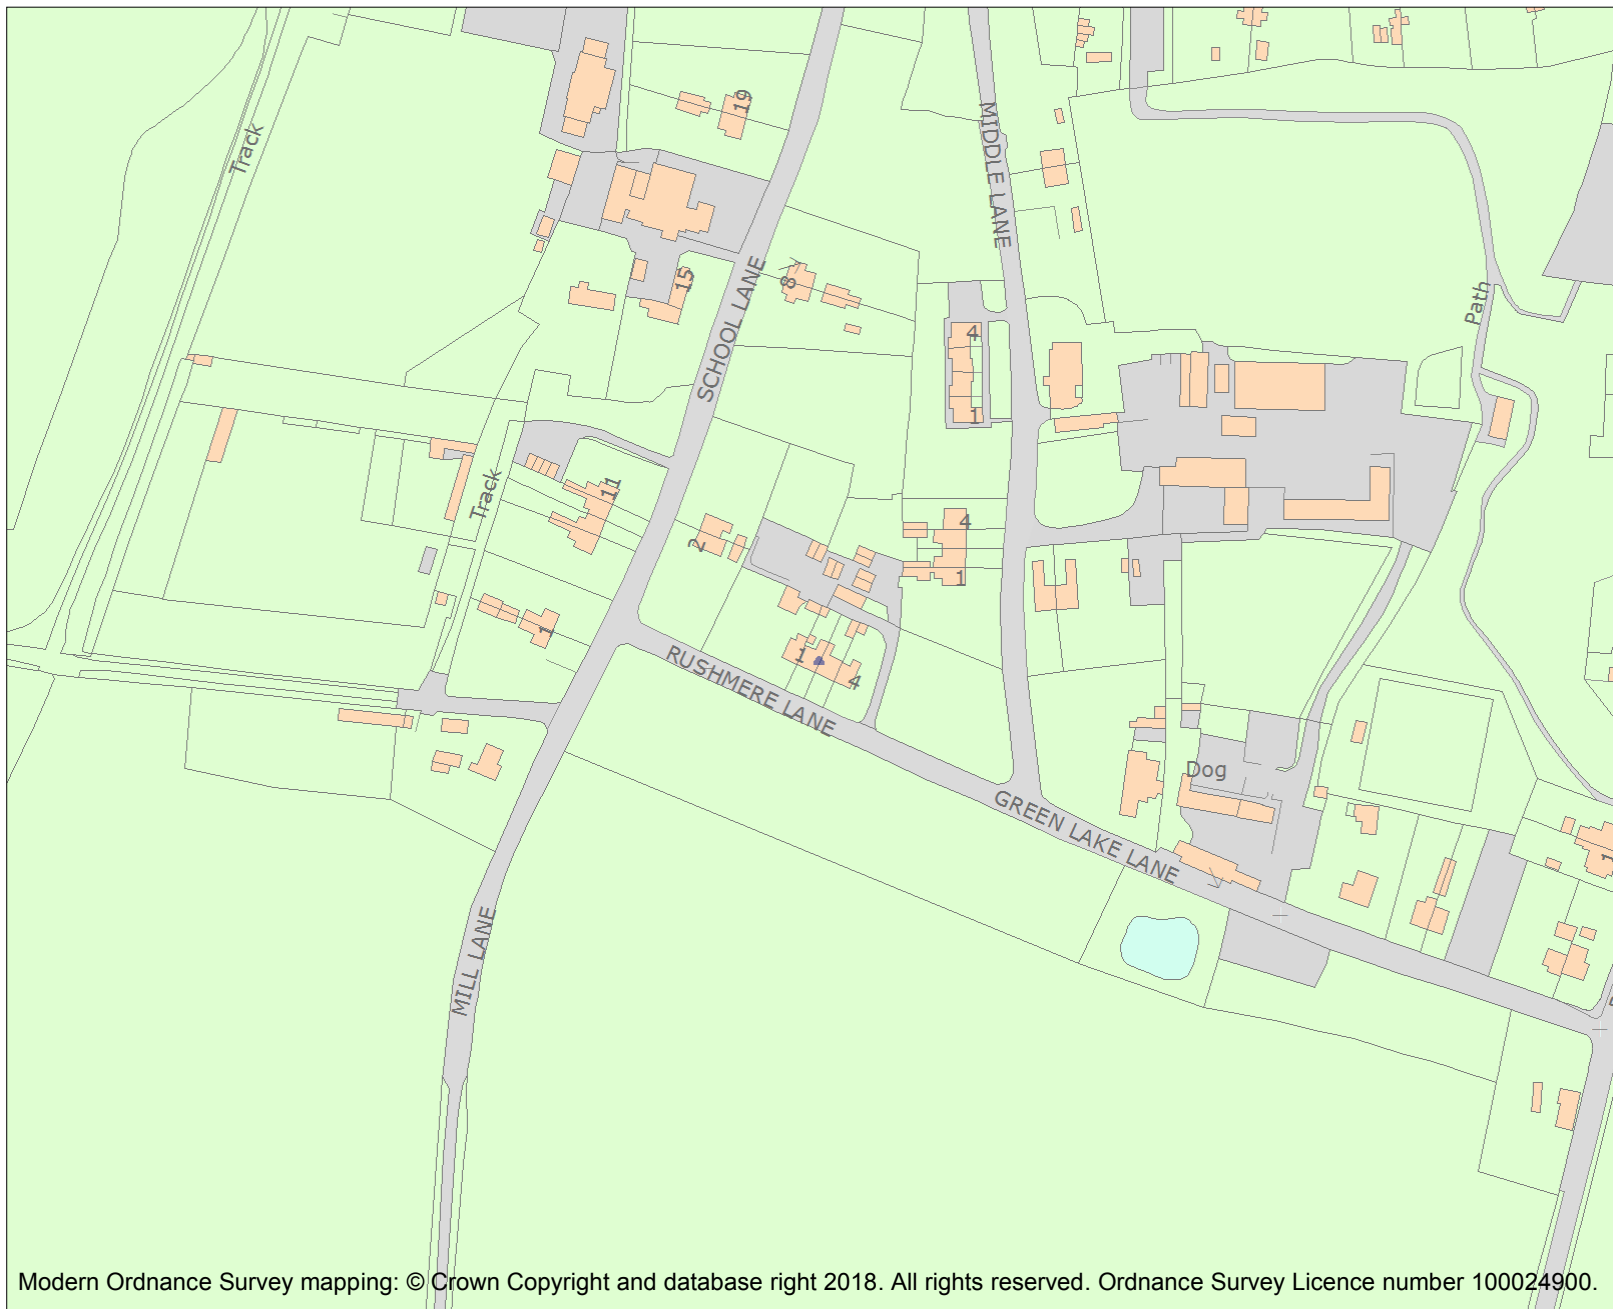 Track
19
MIDDLE LANE
15
8
SCHOOL LANE
Path
4
1
Track
11
2
4
1
1
RUSHMERE LANE
1
4
Dog
GREEN LAKE LANE
1
MILL LANE
Modern Ordnance Survey mapping: © Crown Copyright and database right 2018. All rights reserved. Ordnance Survey Licence number 100024900.